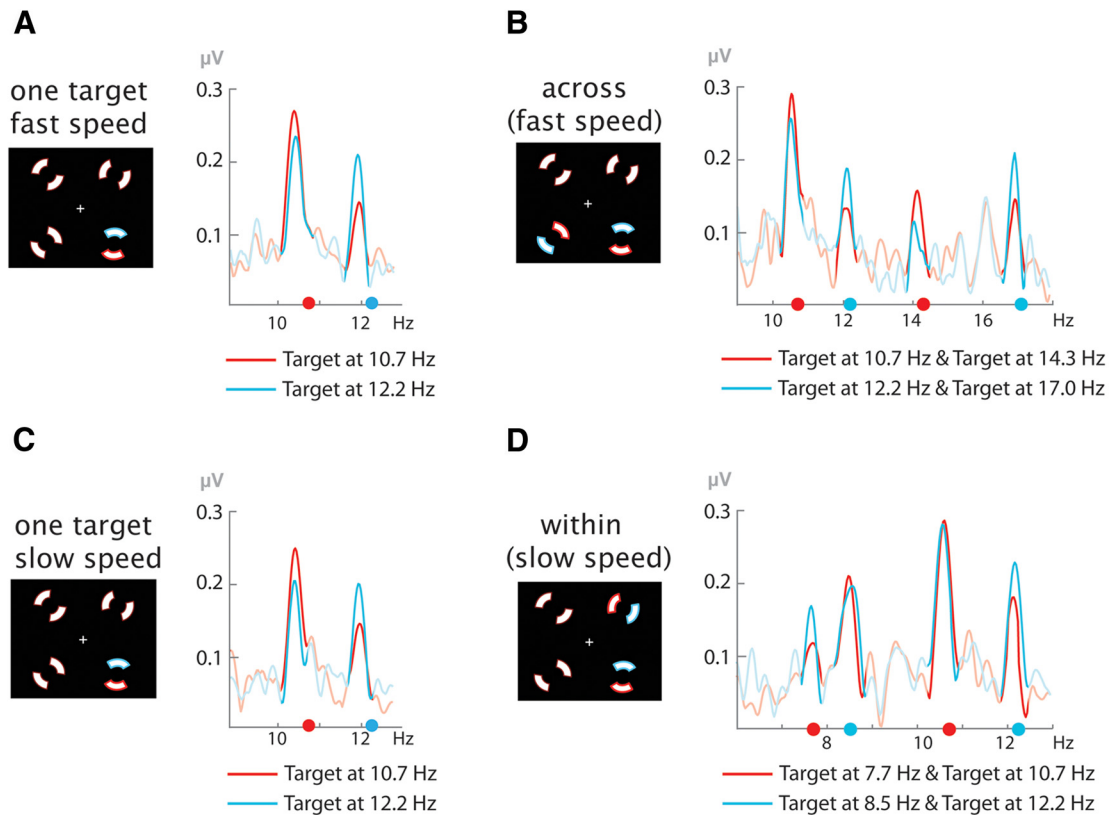 A
µV
one target
fast speed
0.3
0.2
0.1
10
12
Hz
Target at 10.7 Hz
Target at 12.2 Hz
B
µV
across
(fast speed)
0.3
0.2
0.1
10
12
14
16
Hz
Target at 10.7 Hz & Target at 14.3 Hz
Target at 12.2 Hz & Target at 17.0 Hz
C
µV
one target
slow speed
0.3
0.2
0.1
10
12
Hz
Target at 10.7 Hz
Target at 12.2 Hz
D
µV
within
(slow speed)
0.3
0.2
0.1
8
10
12
Hz
Target at 7.7 Hz & Target at 10.7 Hz
Target at 8.5 Hz & Target at 12.2 Hz